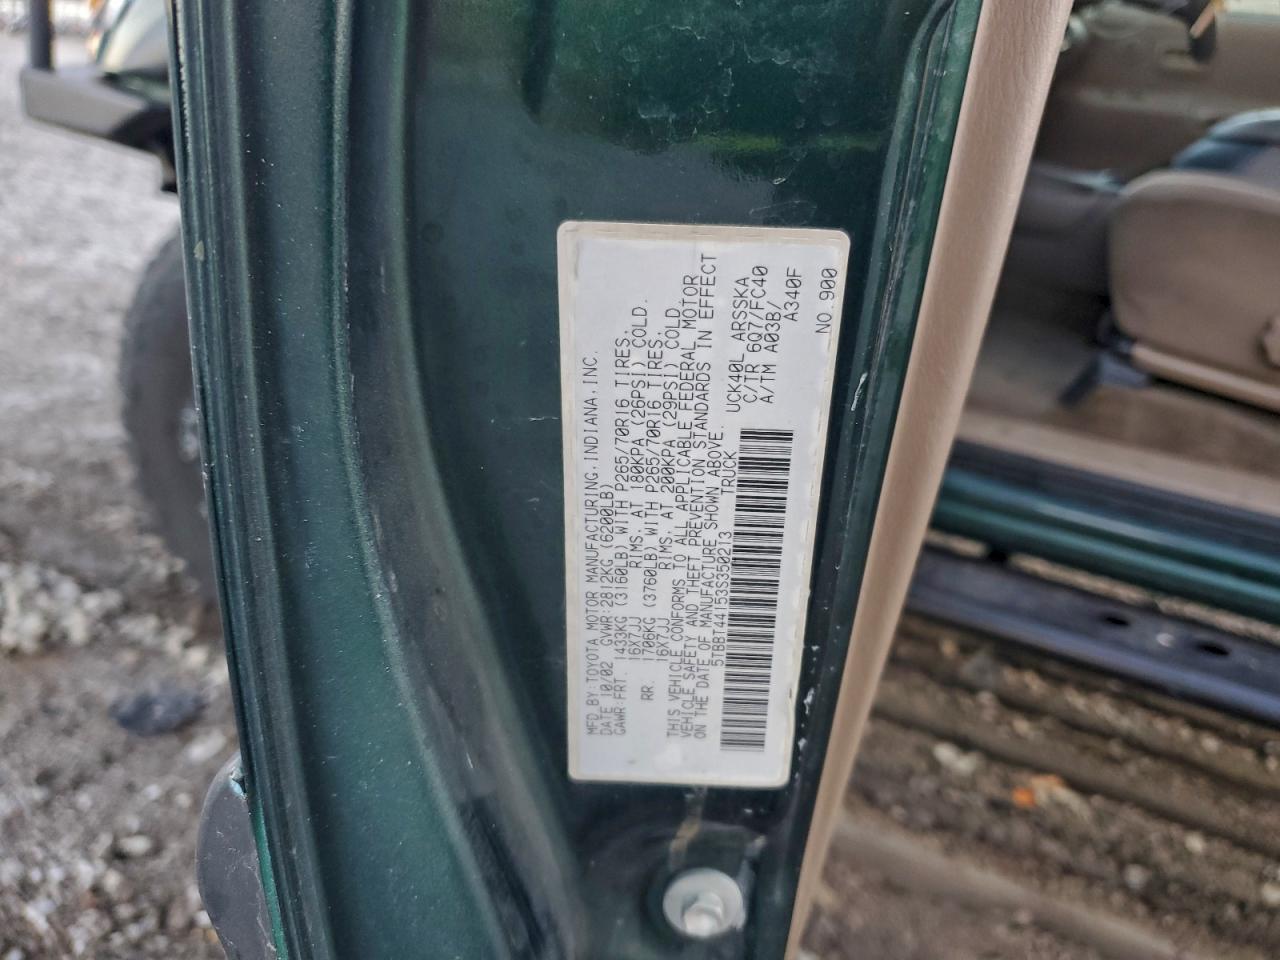 MFD BY:TOYOTA MOTOR MANUFACTURING,INDIANA,INC.
DATE 10/02 GVWR:2812KG (6200LB)
GAWR:FRT. 1433KG (3160LB) WITH P265/70R16 TIRES,
16X7JJ RIMS, AT 180KPA (26PSI) COLD.
RR. 1706KG (3760LB) WITH P265/70R16 TIRES,
16X7JJ RIMS, AT 200KPA (29PSI) COLD.
THIS VEHICLE CONFORMS TO ALL APPLICABLE FEDERAL MOTOR
VEHICLE SAFETY AND THEFT PREVENTION STANDARDS IN EFFECT
ON THE DATE OF MANUFACTURE SHOWN ABOVE.
5TBBT44153S350213 TRUCK
UCK40L ARSSKA
C/TR 6Q7/FC40
A/TM A03B/
A340F
NO.900